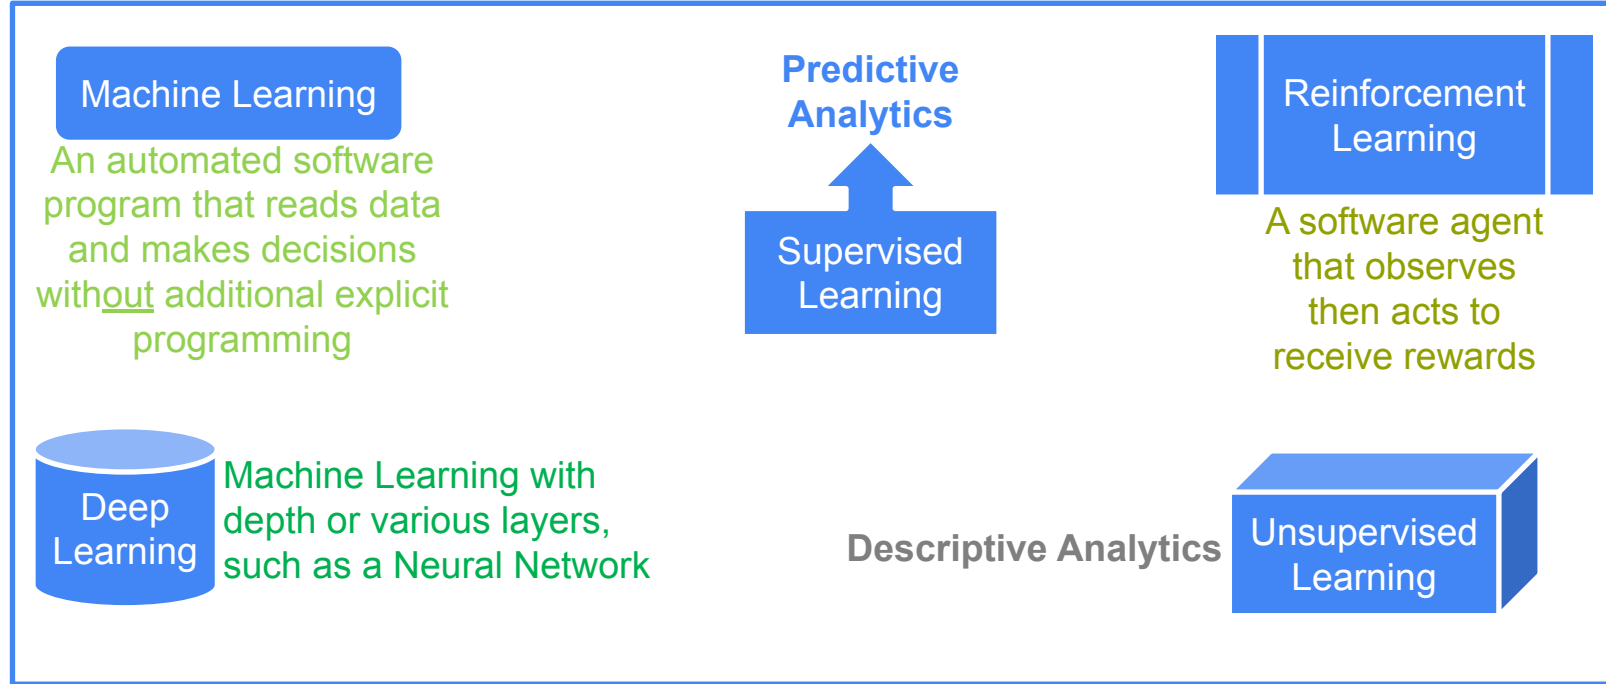 Machine Learning
An automated software
program that reads data
and makes decisions
without additional explicit
programming
Predictive
Analytics
Supervised
Learning
Reinforcement
Learning
A software agent
that observes
then acts to
receive rewards
Deep
Learning
Machine Learning with
depth or various layers,
such as a Neural Network
Descriptive Analytics
Unsupervised
Learning